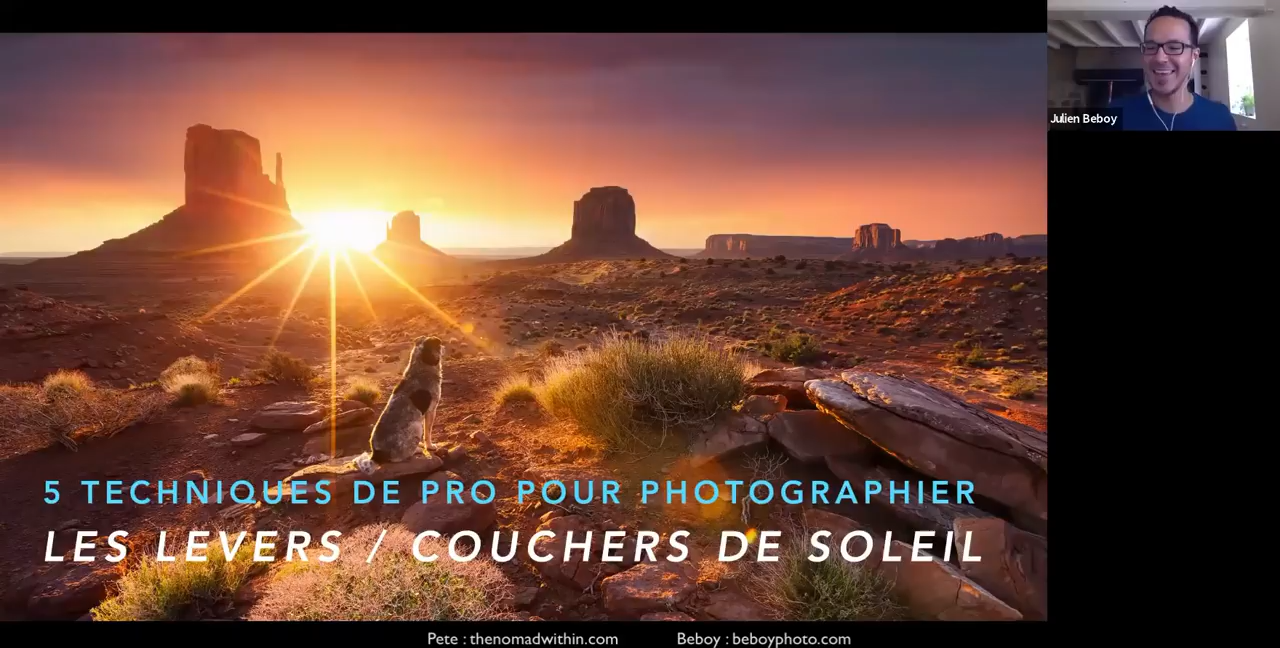 Julien Beboy
5 TECHNIQUES DE PRO POUR PHOTOGRAPHIER
LES LEVERS / COUCHERS DE SOLEIL
Pete : thenomadwithin.com Beboy : beboyphoto.com